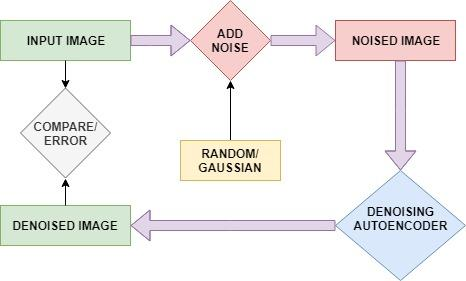 INPUT IMAGE
ADD
NOISE
NOISED IMAGE
COMPARE/
ERROR
RANDOM/
GAUSSIAN
DENOISED IMAGE
DENOISING
AUTOENCODER